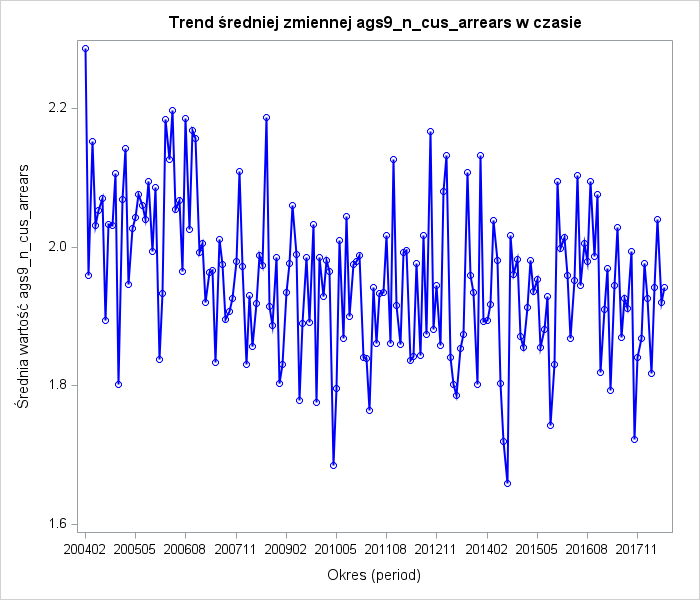 Trend średniej zmiennej ags9_n_cus_arrears w czasie
Średnia wartość ags9_n_cus_arrears
2.2
2.0
1.8
1.6
200402 200505 200608 200711 200902 201005 201108 201211 201402 201505 201608 201711
Okres (period)